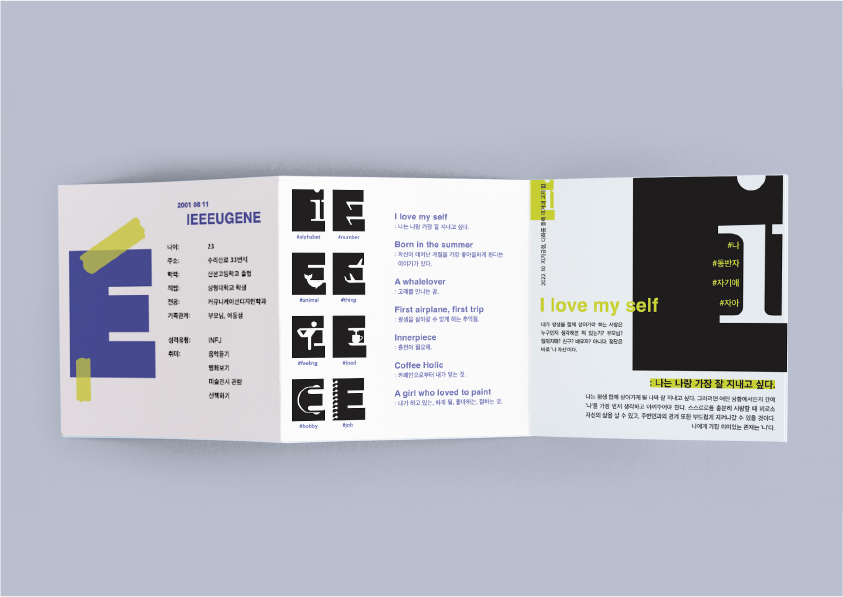 2001 08 11
IEEEUGENE
나이: 23
주소: 수리산로 33번지
학력: 산본고등학교 졸업
직업: 상명대학교 학생
전공: 커뮤니케이션디자인학과
가족관계: 부모님, 여동생
성격유형: INFJ
취미: 음악듣기
영화보기
미술전시 관람
산책하기
#alphabet #number
#animal #thing
#feeling #food
#hobby #job
I love my self
: 나는 나랑 가장 잘 지내고 싶다.
Born in the summer
: 자신이 태어난 계절을 가장 좋아을하게 된다는
이야기가 있다.
A whalelover
: 고래를 만나는 꿈.
First airplane, first trip
: 평생을 살아갈 수 있게 하는 추억들.
Innerpiece
: 충전이 필요해.
Coffee Holic
: 카페인으로부터 내가 받는 것.
A girl who loved to paint
: 내가 하고 있는, 하게 될, 좋아하는, 잘하는 것.
I love my self
내가 평생을 함께 살아가야 하는 사람은
누구인지 생각해본 적 있는가? 부모님?
형제자매? 친구? 배우자? 아니다. 정답은
바로 '나 자신'이다.
#나
#동반자
#자기애
#자아
: 나는 나랑 가장 잘 지내고 싶다.
나는 평생 함께 살아가게 될 나와 잘 지내고 싶다. 그러려면 어떤 상황에서든지 간에
'나'를 가장 먼저 생각하고 아껴주어야 한다. 스스로를 충분히 사랑할 때 비로소
자신의 삶을 살 수 있고, 주변인과의 관계 또한 부드럽게 지켜나갈 수 있을 것이다.
나에게 가장 의미있는 존재는 '나'다.